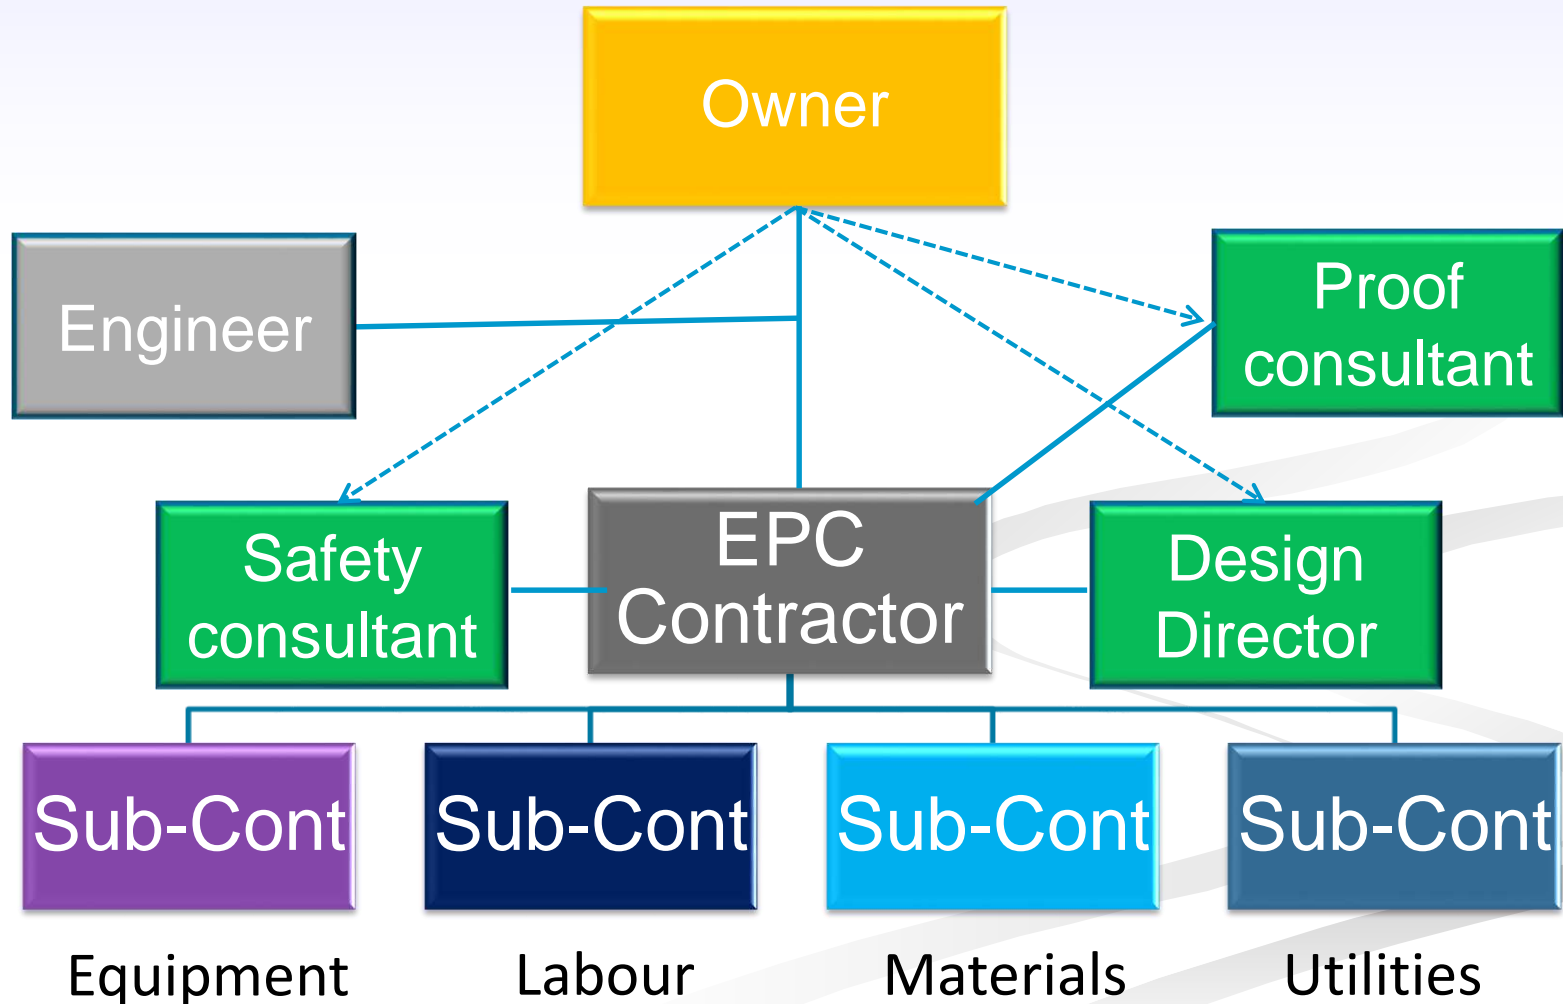 Owner
Engineer
Proof
consultant
Safety
consultant
EPC
Contractor
Design
Director
Sub-Cont
Sub-Cont
Sub-Cont
Sub-Cont
Equipment
Labour
Materials
Utilities